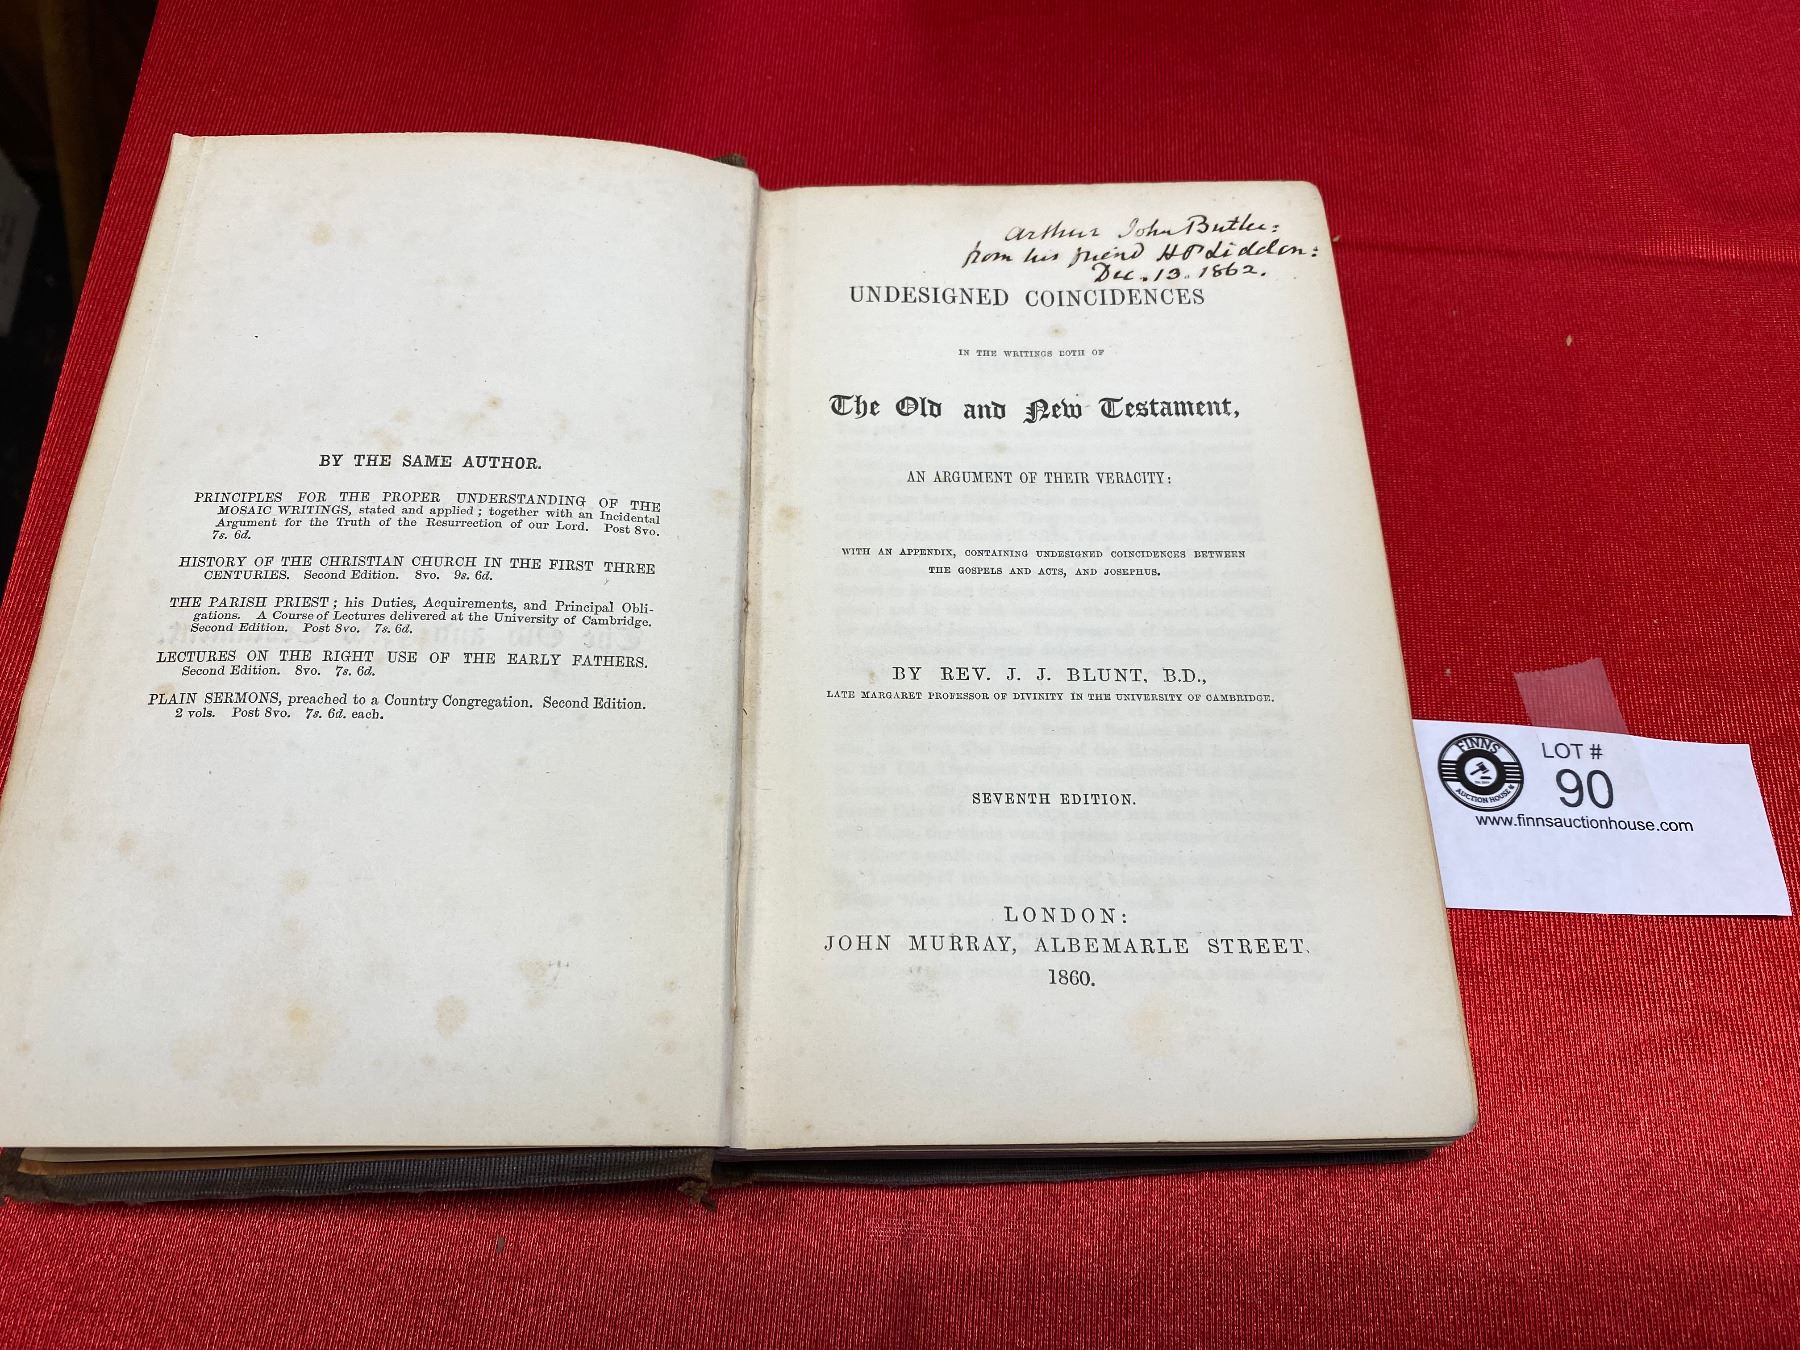 BY THE SAME AUTHOR.
PRINCIPLES FOR THE PROPER UNDERSTANDING OF THE
MOSAIC WRITINGS, stated and applied; together with an Incidental
Argument for the Truth of the Resurrection of our Lord. Post 8vo.
7s. 6d.
HISTORY OF THE CHRISTIAN CHURCH IN THE FIRST THREE
CENTURIES. Second Edition. 8vo. 9s. 6d.
THE PARISH PRIEST; his Duties, Acquirements, and Principal Obli-
gations. A Course of Lectures delivered at the University of Cambridge.
Second Edition. Post 8vo. 7s. 6d.
LECTURES ON THE RIGHT USE OF THE EARLY FATHERS.
Second Edition. 8vo. 7s. 6d.
PLAIN SERMONS, preached to a Country Congregation. Second Edition.
2 vols. Post 8vo. 7s. 6d. each.
Arthur John Butler:
from his friend H P Liddon:
Dec. 13. 1862.
UNDESIGNED COINCIDENCES
IN THE WRITINGS BOTH OF
The Old and New Testament,
AN ARGUMENT OF THEIR VERACITY:
WITH AN APPENDIX, CONTAINING UNDESIGNED COINCIDENCES BETWEEN
THE GOSPELS AND ACTS, AND JOSEPHUS.
BY REV. J. J. BLUNT, B.D.,
LATE MARGARET PROFESSOR OF DIVINITY IN THE UNIVERSITY OF CAMBRIDGE.
SEVENTH EDITION.
LONDON:
JOHN MURRAY, ALBEMARLE STREET.
1860.
FINNS
AUCTION HOUSE
LOT #
90
www.finnsauctionhouse.com